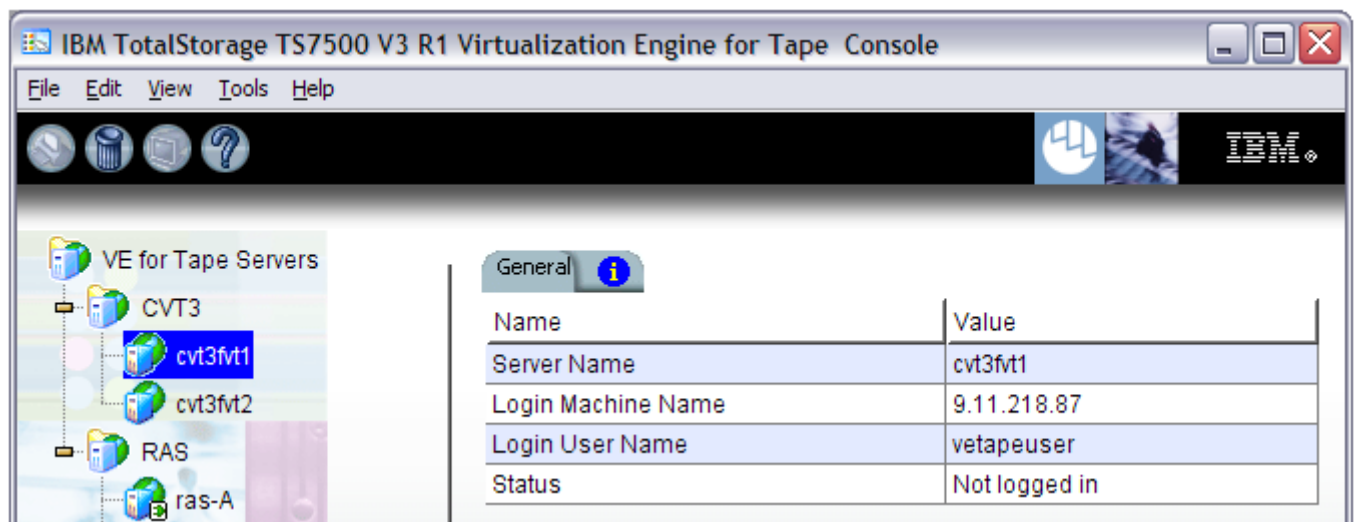 IBM TotalStorage TS7500 V3 R1 Virtualization Engine for Tape Console
File Edit View Tools Help
IBM®
VE for Tape Servers
CVT3
cvt3fvt1
cvt3fvt2
RAS
ras-A
General i
Name Value
Server Name cvt3fvt1
Login Machine Name 9.11.218.87
Login User Name vetapeuser
Status Not logged in